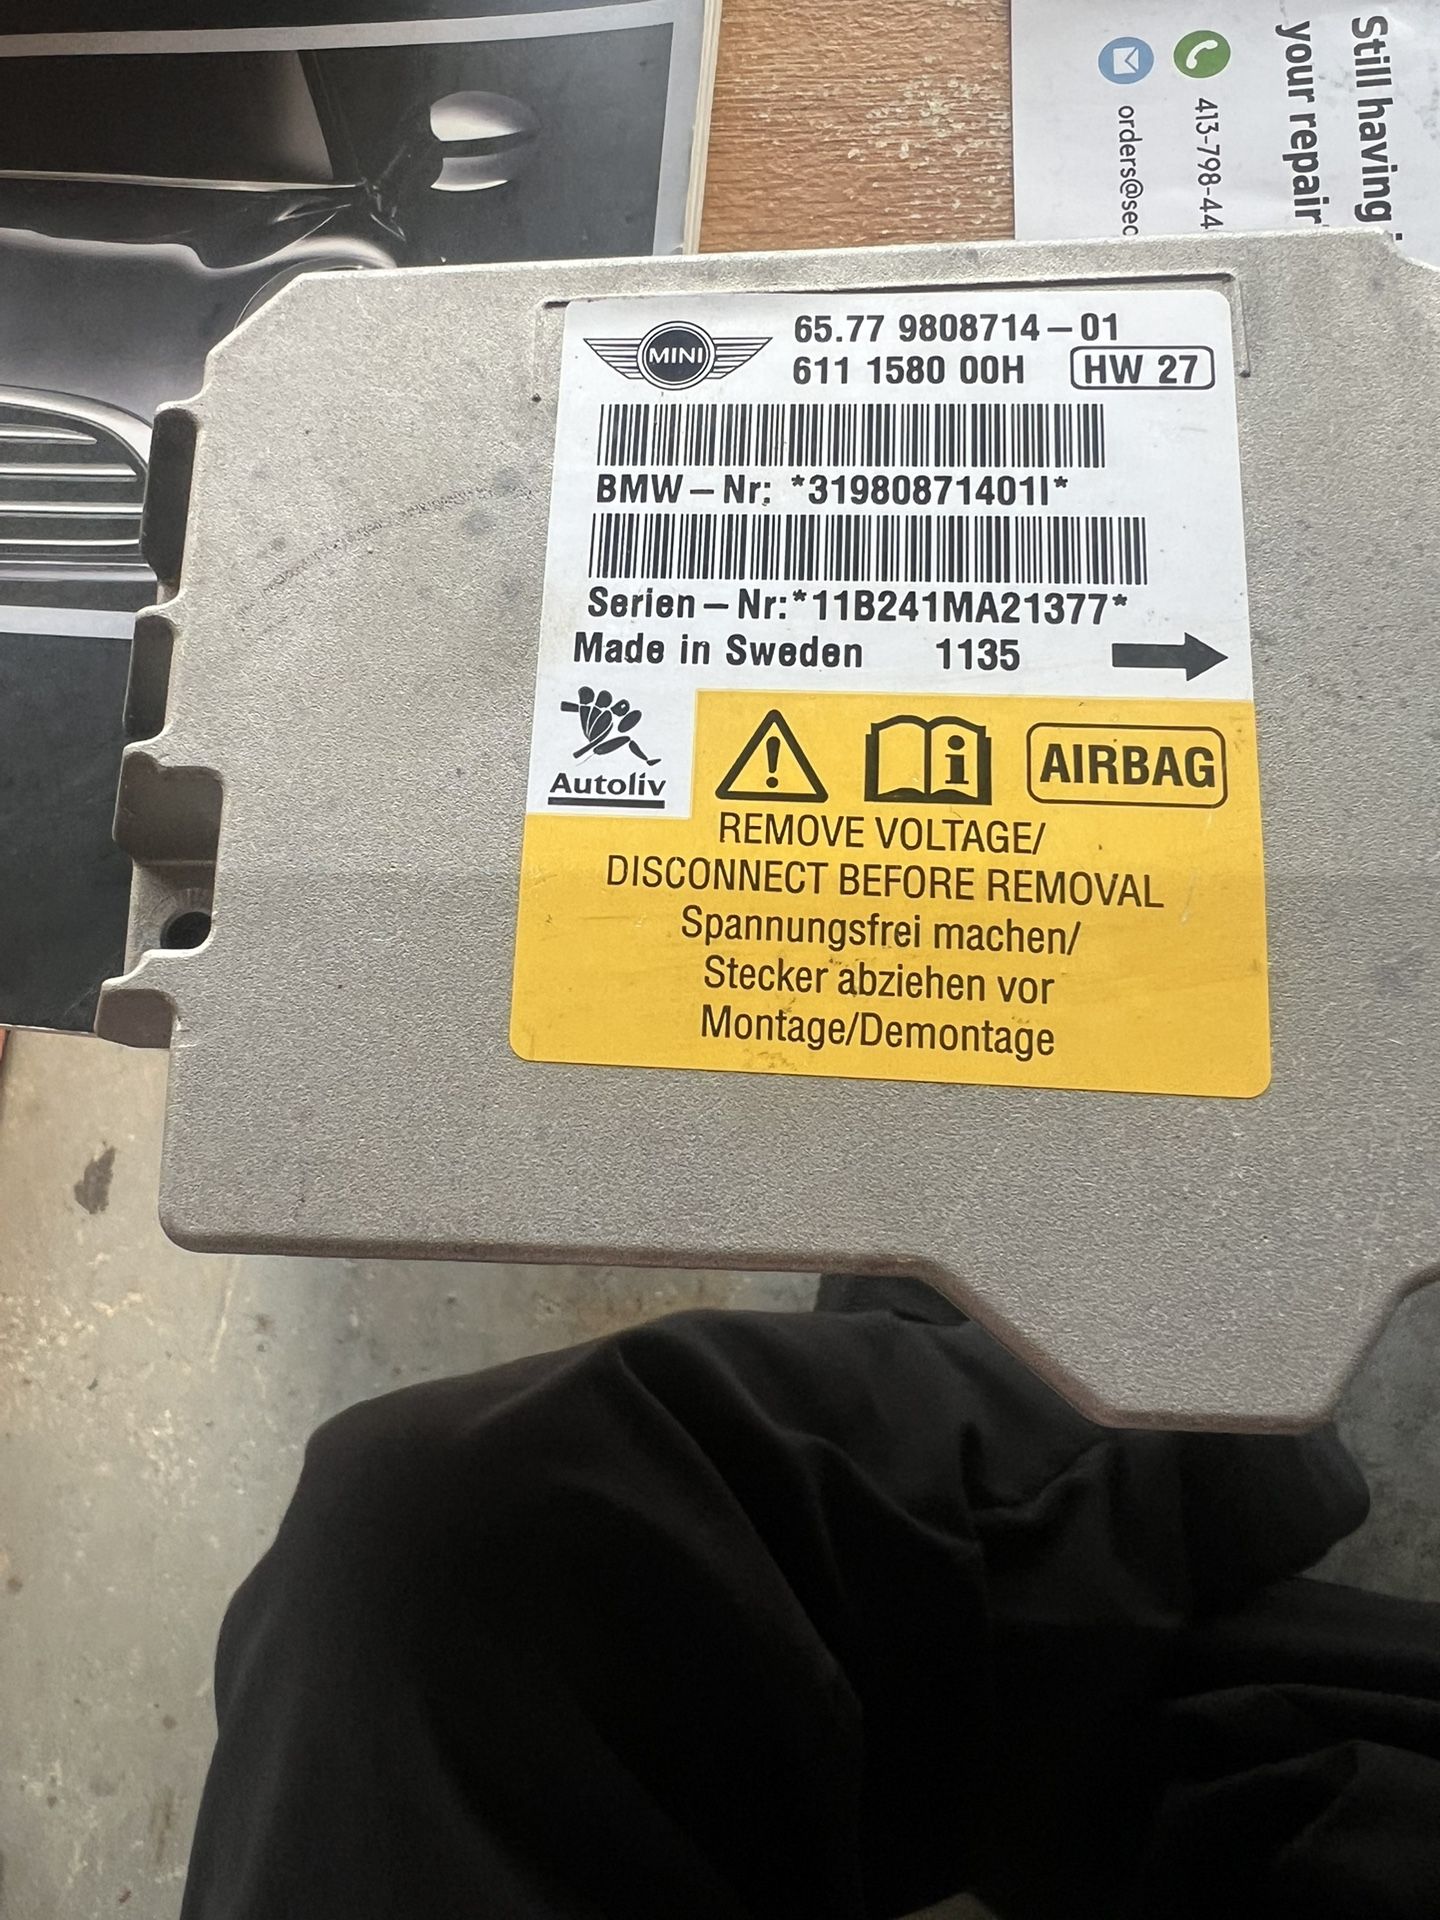 Still having
your repair
413-798-44
orders@sec
MINI
65.77 9808714-01
611 1580 00H
HW 27
BMW-Nr: *31980871401I*
Serien-Nr:*11B241MA21377*
Made in Sweden 1135
Autoliv
AIRBAG
REMOVE VOLTAGE/
DISCONNECT BEFORE REMOVAL
Spannungsfrei machen/
Stecker abziehen vor
Montage/Demontage